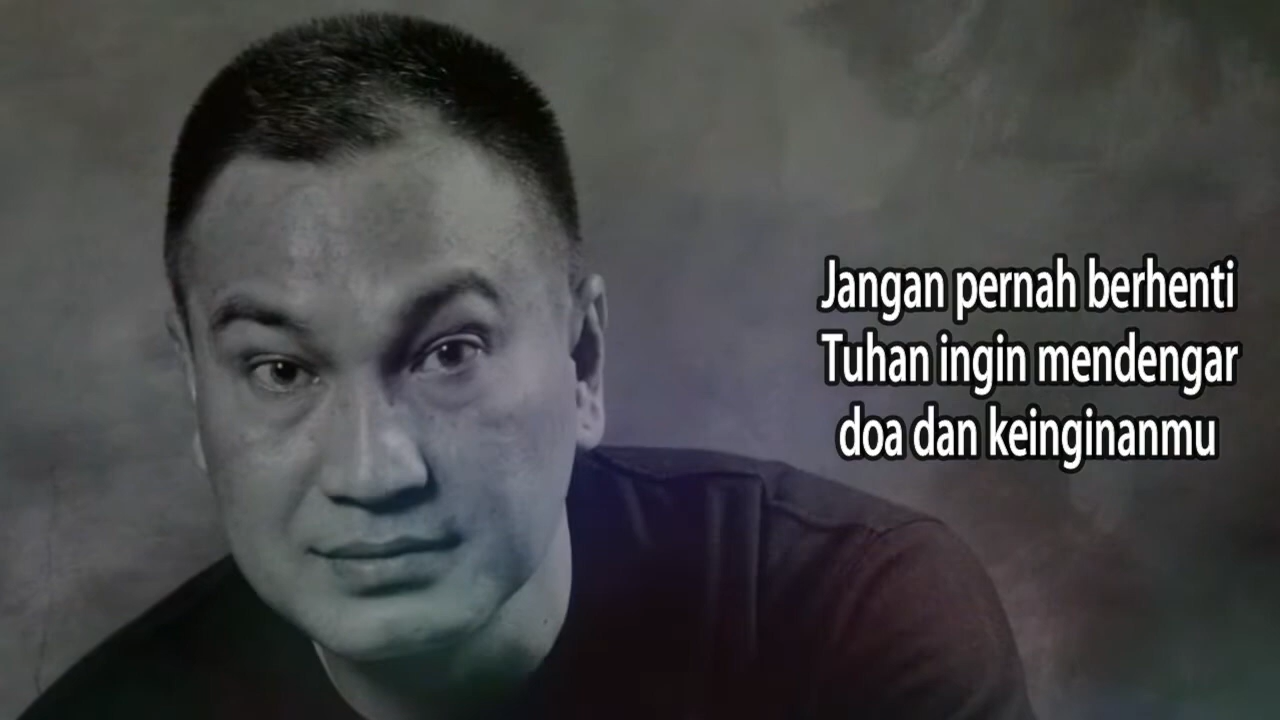 Jangan pernah berhenti
Tuhan ingin mendengar
doa dan keinginanmu